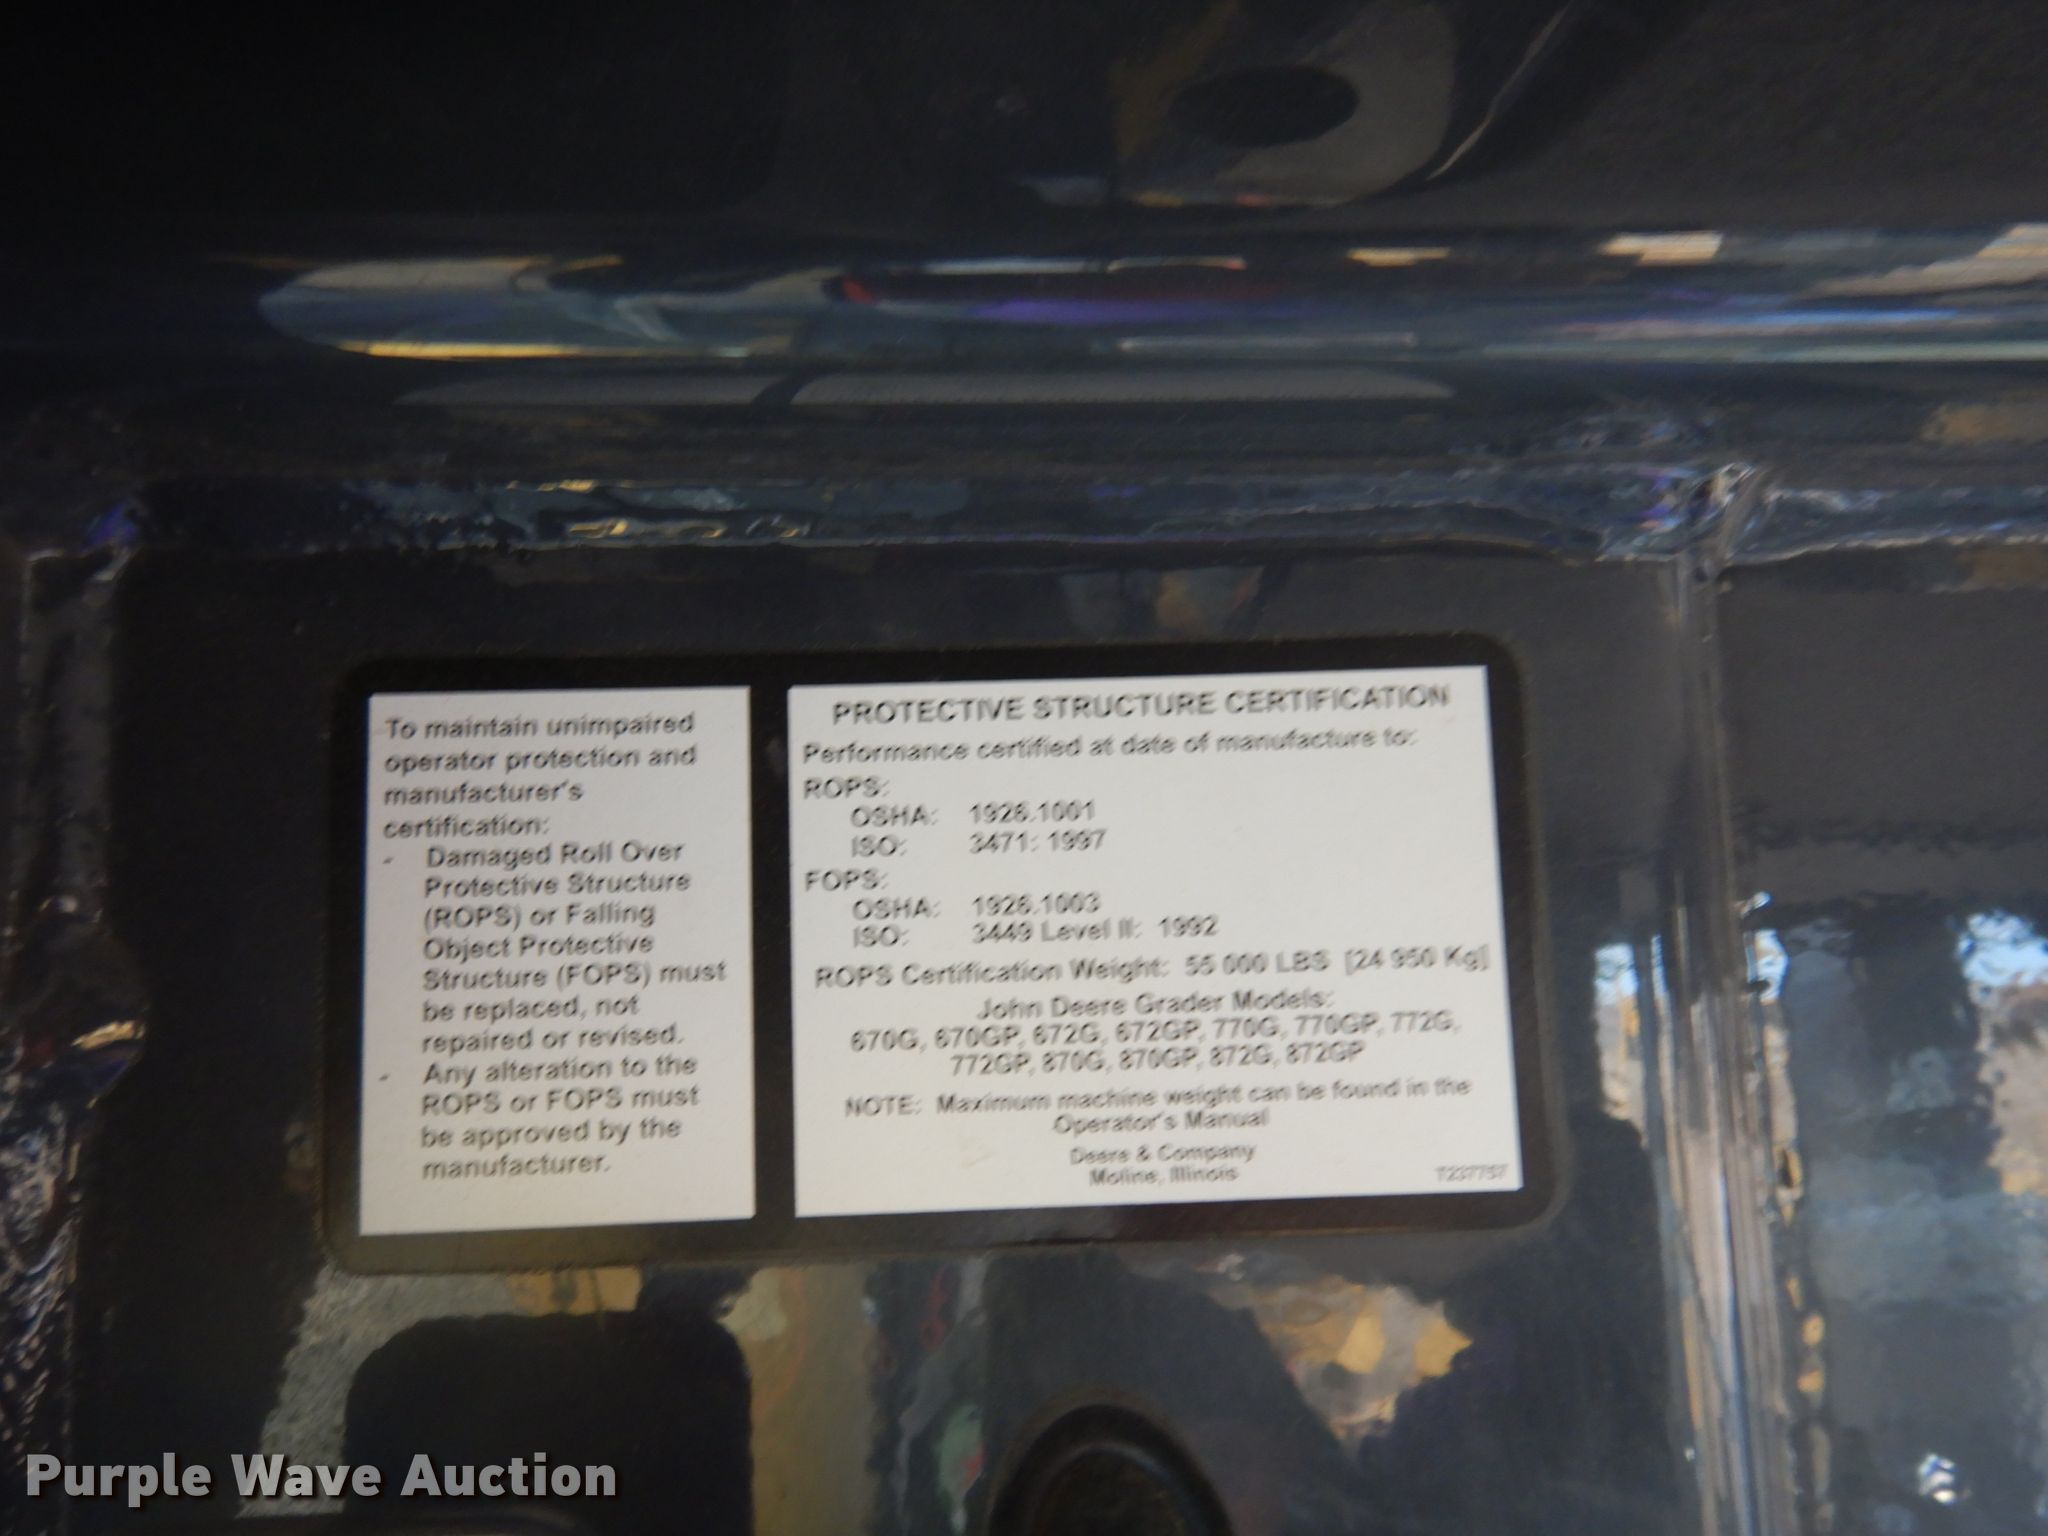 To maintain unimpaired
operator protection and
manufacturer's
certification:
- Damaged Roll Over
Protective Structure
(ROPS) or Falling
Object Protective
Structure (FOPS) must
be replaced, not
repaired or revised.
- Any alteration to the
ROPS or FOPS must
be approved by the
manufacturer.
PROTECTIVE STRUCTURE CERTIFICATION
Performance certified at date of manufacture to:
ROPS:
OSHA: 1926.1001
ISO: 3471: 1997
FOPS:
OSHA: 1926.1003
ISO: 3449 Level II: 1992
ROPS Certification Weight: 55 000 LBS [24 950 Kg]
John Deere Grader Models:
670G, 670GP, 672G, 672GP, 770G, 770GP, 772G,
772GP, 870G, 870GP, 872G, 872GP
NOTE: Maximum machine weight can be found in the
Operator's Manual
Deere & Company
Moline, Illinois
T237757
Purple Wave Auction